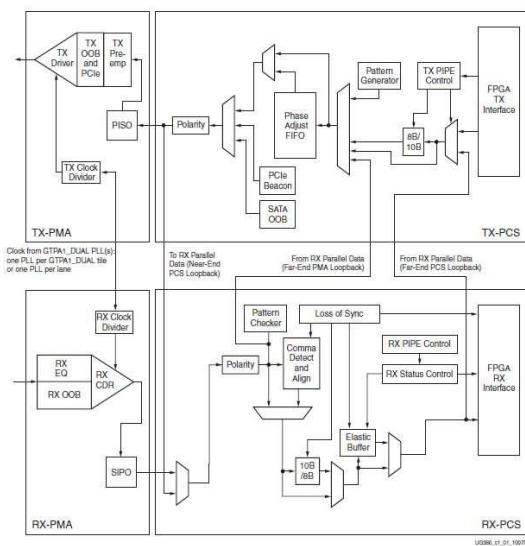 TX
Driver
TX
OOB
and
PCIe
TX
Pre-
emp
PISO
TX Clock
Divider
TX-PMA
Polarity
Phase
Adjust
FIFO
PCIe
Beacon
SATA
OOB
Pattern
Generator
TX PIPE
Control
8B/
10B
FPGA
TX
Interface
TX-PCS
Clock from GTPA1_DUAL PLL(s):
one PLL per GTPA1_DUAL tile
or one PLL per lane
To RX Parallel
Data (Near-End
PCS Loopback)
From RX Parallel Data
(Far-End PMA Loopback)
From RX Parallel Data
(Far-End PCS Loopback)
RX Clock
Divider
RX
EQ
RX OOB
RX
CDR
SIPO
RX-PMA
Pattern
Checker
Polarity
Loss of Sync
Comma
Detect
and
Align
10B
/8B
Elastic
Buffer
RX PIPE Control
RX Status Control
FPGA
RX
Interface
RX-PCS